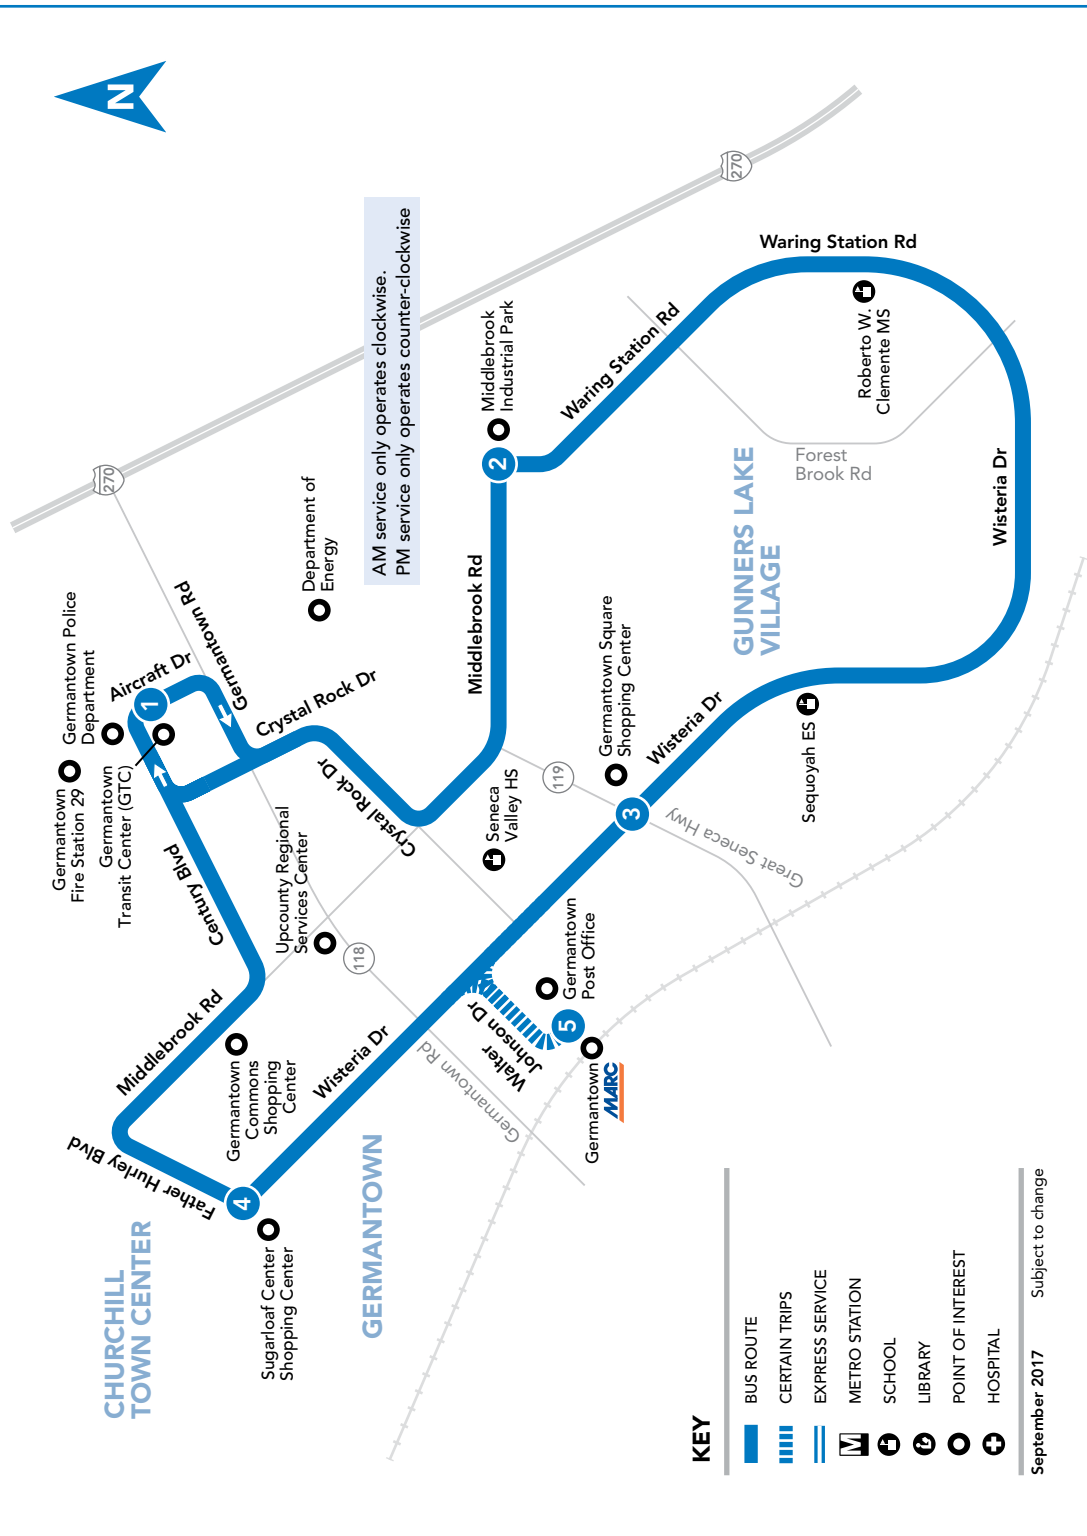 N
270
270
AM service only operates clockwise.
PM service only operates counter-clockwise
Waring Station Rd
Waring Station Rd
Middlebrook
Industrial Park
Roberto W.
Clemente MS
Forest
Brook Rd
GUNNERS LAKE
VILLAGE
Wisteria Dr
2
Middlebrook Rd
Department of
Energy
Germantown Rd
Aircraft Dr
Germantown Police
Department
Germantown
Fire Station 29
Germantown
Transit Center (GTC)
1
Crystal Rock Dr
Crystal Rock Dr
Germantown Square
Shopping Center
Wisteria Dr
Sequoyah ES
119
Seneca
Valley HS
3
Great Seneca Hwy
Century Blvd
Upcounty Regional
Services Center
118
Germantown
Post Office
5
Walter
Johnson Dr
Germantown
MARC
Germantown Rd
Wisteria Dr
Middlebrook Rd
Germantown
Commons
Shopping
Center
Father Hurley Blvd
4
Sugarloaf Center
Shopping Center
GERMANTOWN
CHURCHILL
TOWN CENTER
KEY
BUS ROUTE
CERTAIN TRIPS
EXPRESS SERVICE
M METRO STATION
SCHOOL
LIBRARY
POINT OF INTEREST
HOSPITAL
September 2017 Subject to change